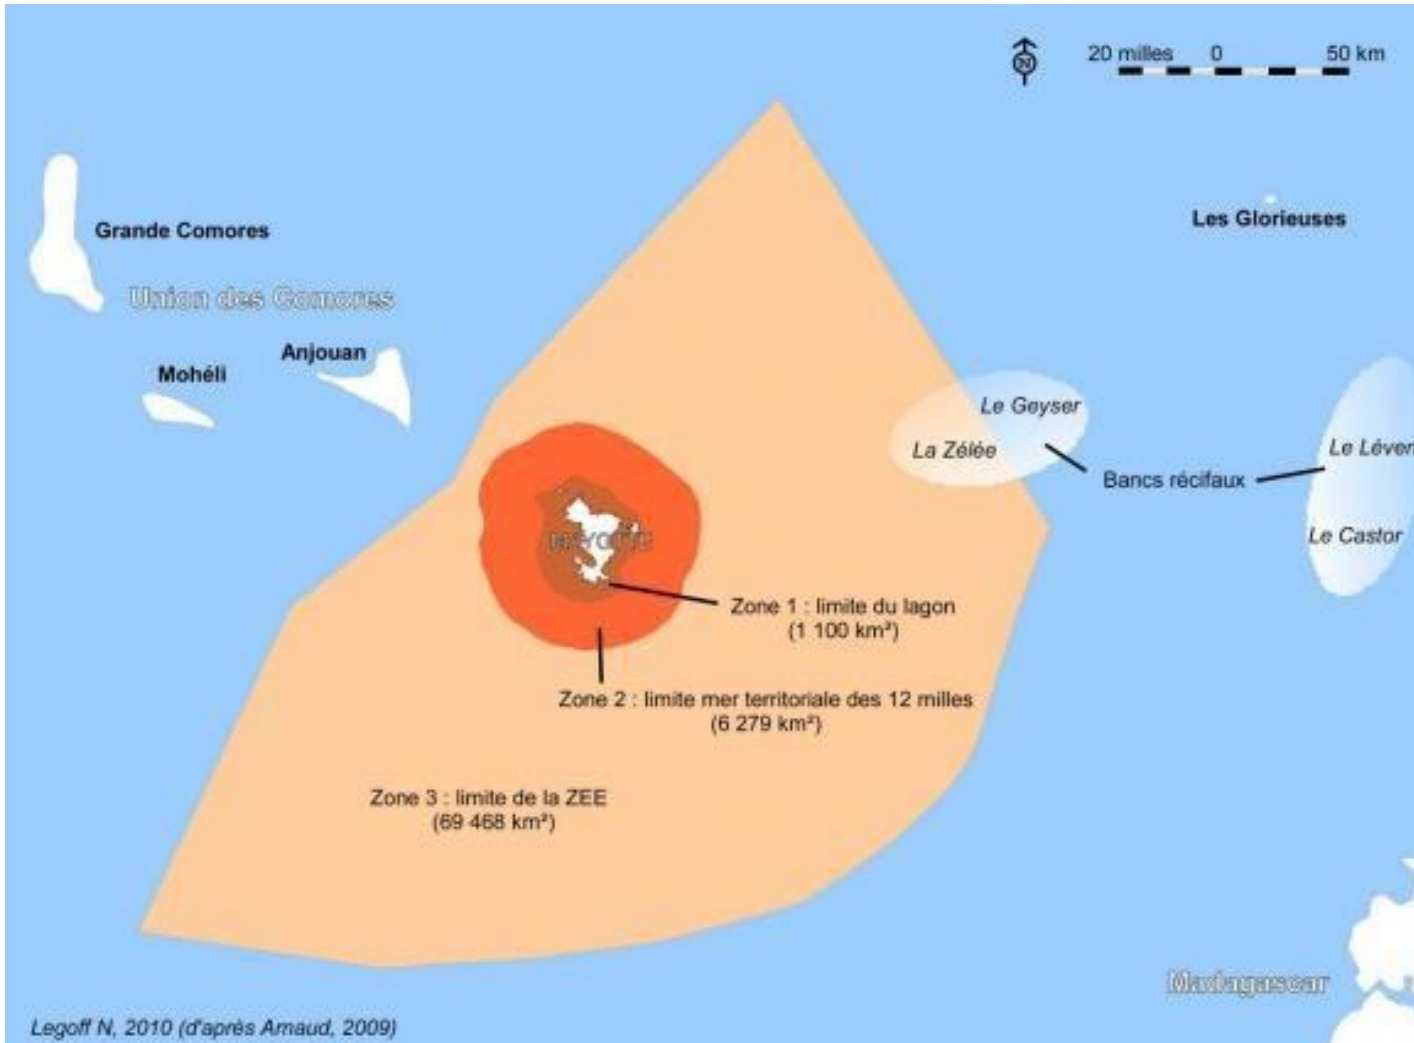 20 milles 0 50 km
N
Les Glorieuses
Grande Comores
Union des Comores
Anjouan
Mohéli
Le Geyser
La Zélée
Bancs récifaux
Le Léven
Le Castor
MAYOTTE
Zone 1 : limite du lagon
(1 100 km²)
Zone 2 : limite mer territoriale des 12 milles
(6 279 km²)
Zone 3 : limite de la ZEE
(69 468 km²)
Madagascar
Legoff N, 2010 (d'après Arnaud, 2009)